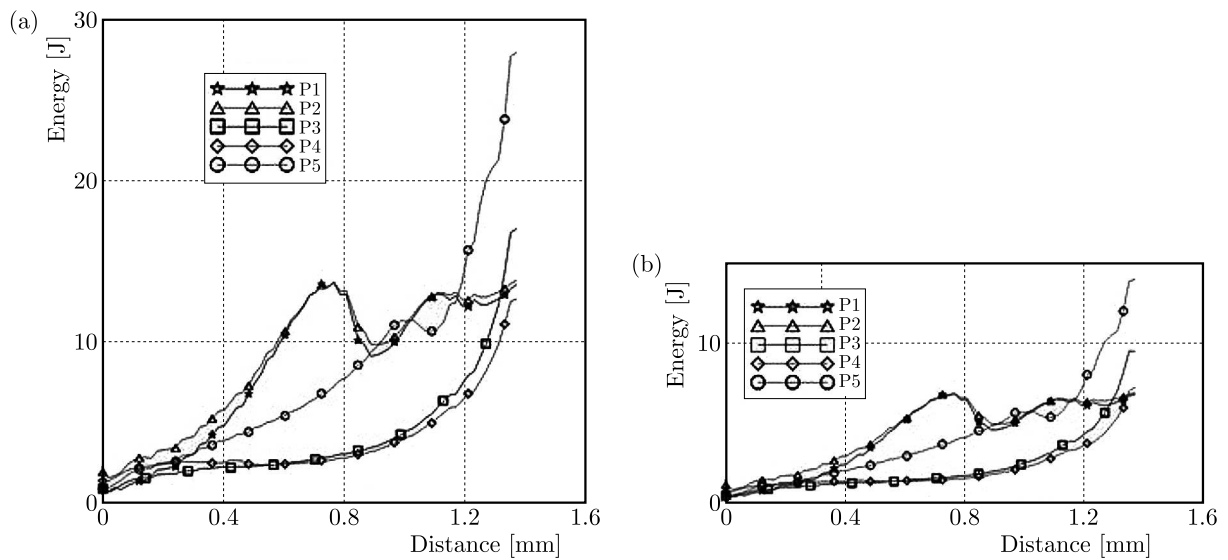 (a)
Energy [J]
30
20
10
0
P1
P2
P3
P4
P5
0 0.4 0.8 1.2 1.6
Distance [mm]
(b)
Energy [J]
10
0
P1
P2
P3
P4
P5
0 0.4 0.8 1.2 1.6
Distance [mm]